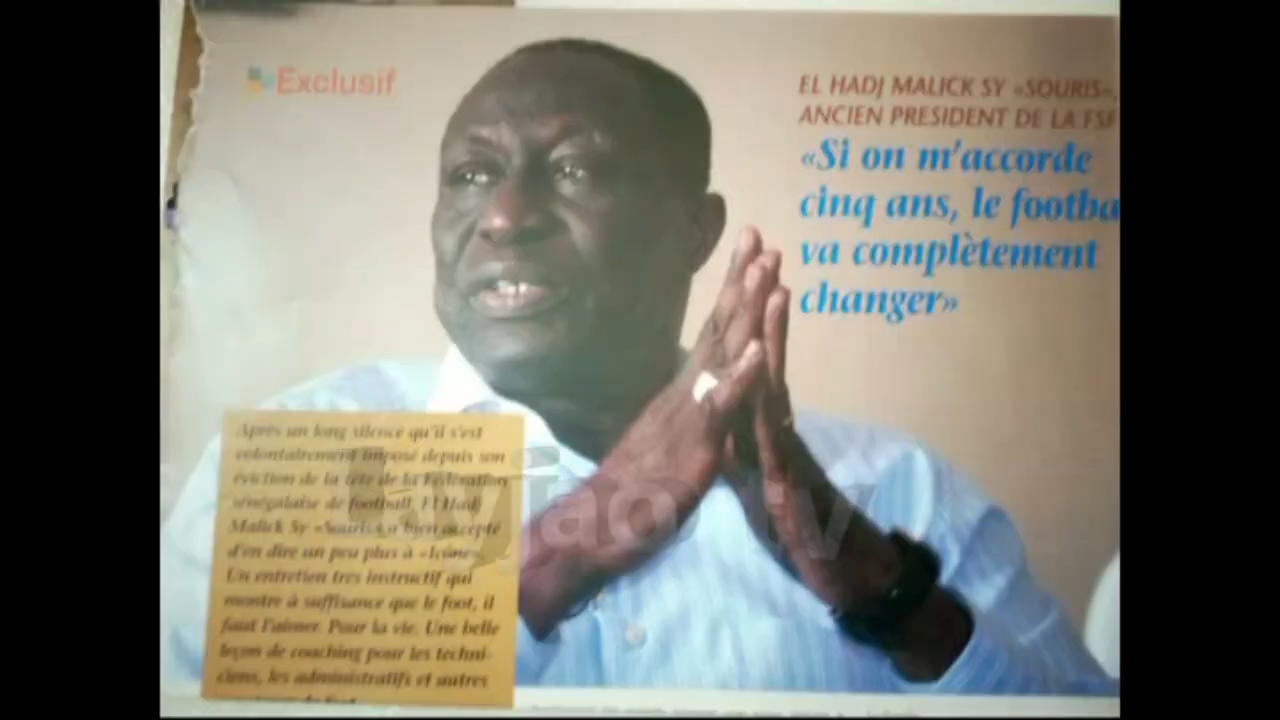 Exclusif
EL HADJ MALICK SY «SOURIS»,
ANCIEN PRESIDENT DE LA FSF
«Si on m'accorde
cinq ans, le footba
va complètement
changer»
Après un long silence qu'il s'est
volontairement imposé depuis son
éviction de la tête de la Fédération
sénégalaise de football, El Hadj
Malick Sy «Souris» a bien accepté
d'en dire un peu plus à «Icône».
Un entretien tres instructif qui
montre à suffisance que le foot, il
faut l'aimer. Pour la vie. Une belle
leçon de coaching pour les techni-
ciens, les administratifs et autres
tv